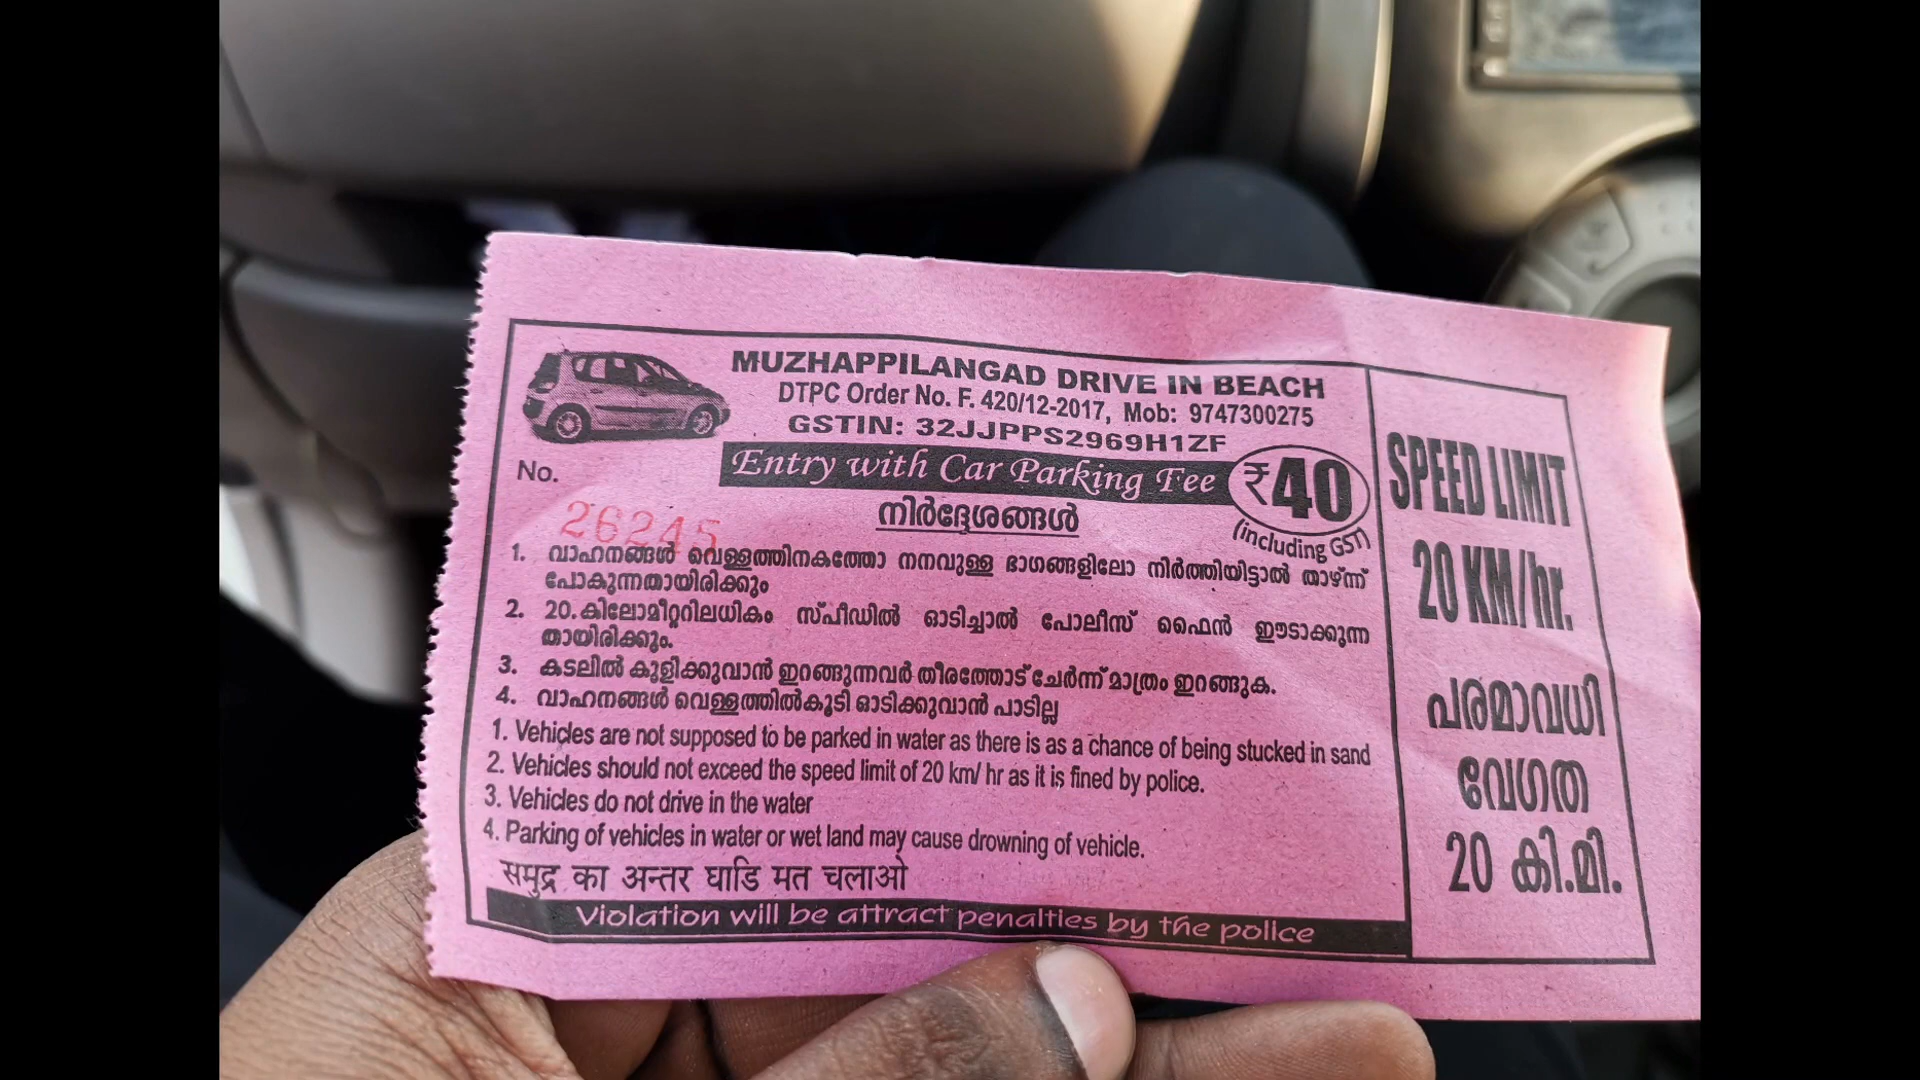 MUZHAPPILANGAD DRIVE IN BEACH
DTPC Order No. F. 420/12-2017, Mob: 9747300275
GSTIN: 32JJPPS2969H1ZF
Entry with Car Parking Fee ₹40
(including GST)
No.
26245
നിർദ്ദേശങ്ങൾ
1. വാഹനങ്ങൾ വെള്ളത്തിനകത്തോ നനവുള്ള ഭാഗങ്ങളിലോ നിർത്തിയിട്ടാൽ താഴ്ന്ന്
പോകുന്നതായിരിക്കും
2. 20.കിലോമീറ്ററിലധികം സ്പീഡിൽ ഓടിച്ചാൽ പോലീസ് ഫൈൻ ഈടാക്കുന്ന
തായിരിക്കും.
3. കടലിൽ കുളിക്കുവാൻ ഇറങ്ങുന്നവർ തീരത്തോട് ചേർന്ന് മാത്രം ഇറങ്ങുക.
4. വാഹനങ്ങൾ വെള്ളത്തിൽകൂടി ഓടിക്കുവാൻ പാടില്ല
1. Vehicles are not supposed to be parked in water as there is as a chance of being stucked in sand
2. Vehicles should not exceed the speed limit of 20 km/ hr as it is fined by police.
3. Vehicles do not drive in the water
4. Parking of vehicles in water or wet land may cause drowning of vehicle.
समुद्र का अन्तर घाडि मत चलाओ
Violation will be attract penalties by the police
SPEED LIMIT
20 KM/hr.
പരമാവധി
വേഗത
20 കി.മി.